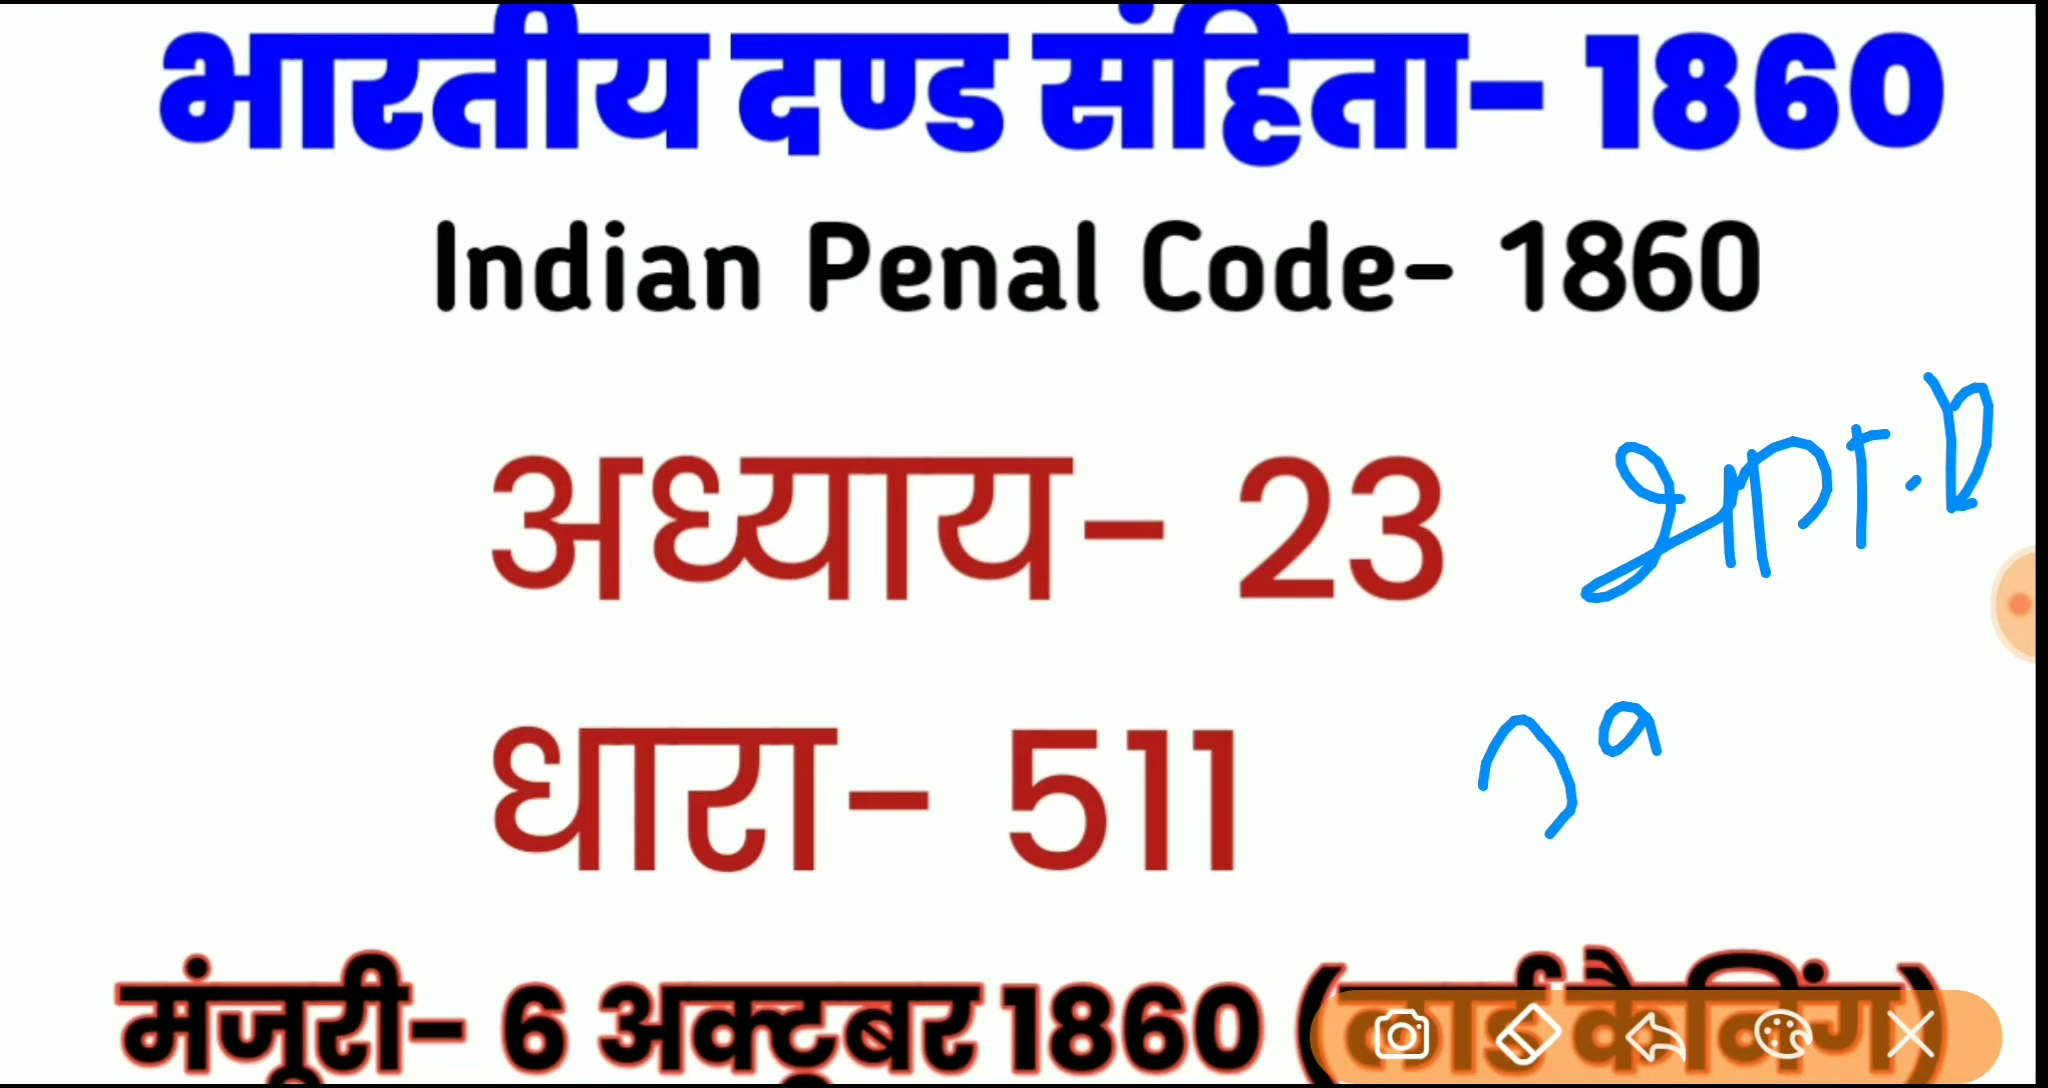 भारतीय दण्ड संहिता- 1860
Indian Penal Code- 1860
अध्याय- 23
धारा- 511
मंजूरी- 6 अक्टूबर 1860 (लार्ड कैनिंग)